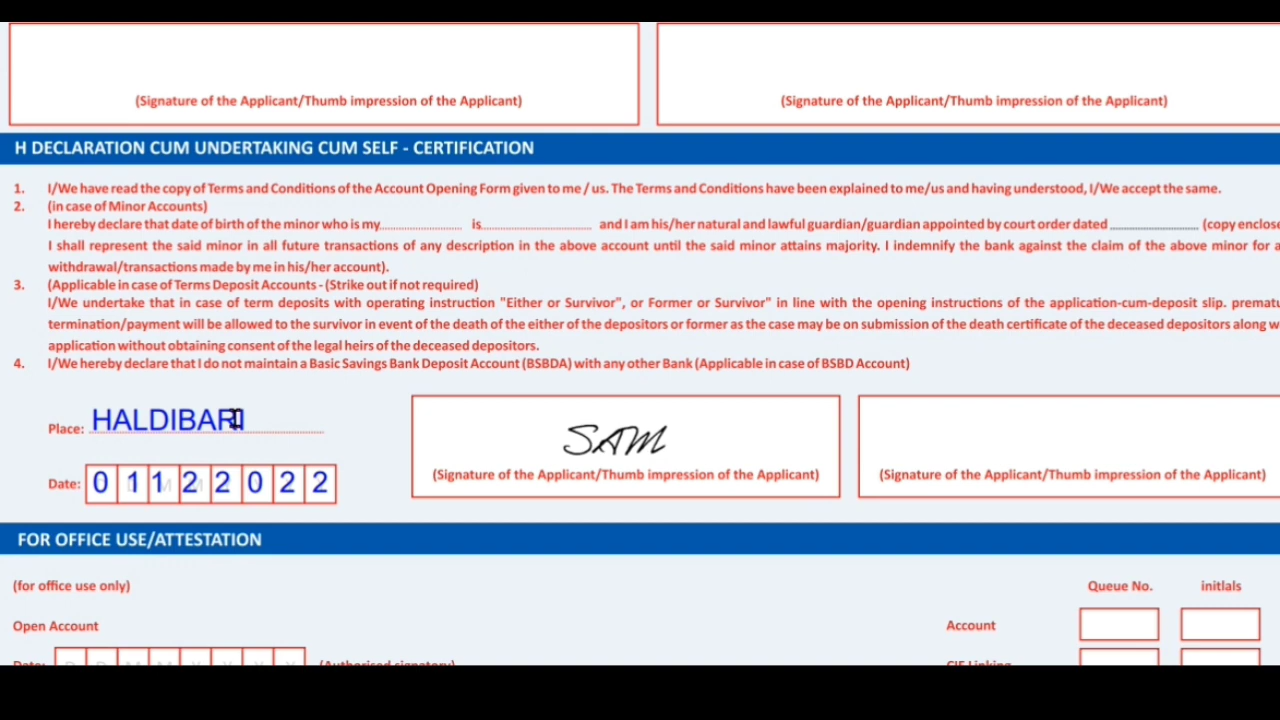 (Signature of the Applicant/Thumb impression of the Applicant) (Signature of the Applicant/Thumb impression of the Applicant)
H DECLARATION CUM UNDERTAKING CUM SELF - CERTIFICATION
1. I/We have read the copy of Terms and Conditions of the Account Opening Form given to me / us. The Terms and Conditions have been explained to me/us and having understood, I/We accept the same.
2. (in case of Minor Accounts)
I hereby declare that date of birth of the minor who is my............................ is..................................... and I am his/her natural and lawful guardian/guardian appointed by court order dated ............................. (copy
I shall represent the said minor in all future transactions of any description in the above account until the said minor attains majority. I indemnify the bank against the claim of the above minor for
withdrawal/transactions made by me in his/her account).
3. (Applicable in case of Terms Deposit Accounts - (Strike out if not required)
I/We undertake that in case of term deposits with operating instruction "Either or Survivor", or Former or Survivor" in line with the opening instructions of the application-cum-deposit slip.
termination/payment will be allowed to the survivor in event of the death of the either of the depositors or former as the case may be on submission of the death certificate of the deceased depositors along
application without obtaining consent of the legal heirs of the deceased depositors.
4. I/We hereby declare that I do not maintain a Basic Savings Bank Deposit Account (BSBDA) with any other Bank (Applicable in case of BSBD Account)
Place: HALDIBARI
SAM
(Signature of the Applicant/Thumb impression of the Applicant) (Signature of the Applicant/Thumb impression of the Applicant)
Date: 0 1 1 2 2 0 2 2
FOR OFFICE USE/ATTESTATION
(for office use only) Queue No. initlals
Open Account Account
Date: (Authorised signatory) CIF Linking